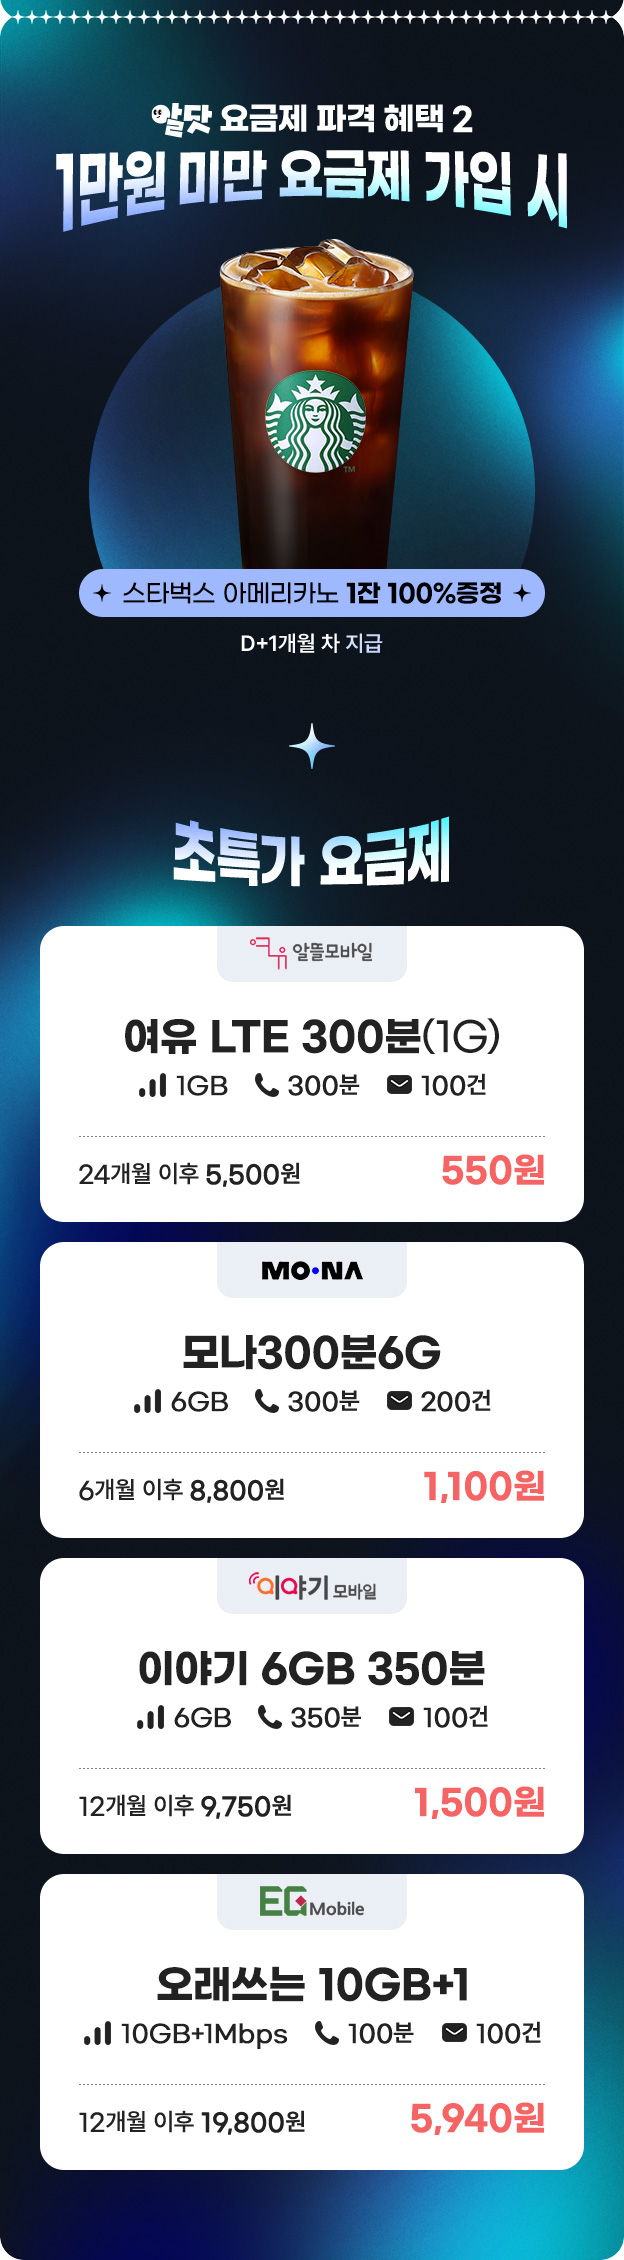 알닷 요금제 파격 혜택 2
1만원 미만 요금제 가입 시
TM
스타벅스 아메리카노 1잔 100%증정
D+1개월 차 지급
초특가 요금제
알뜰모바일
여유 LTE 300분(1G)
1GB 300분 100건
24개월 이후 5,500원 550원
MO·NA
모나300분6G
6GB 300분 200건
6개월 이후 8,800원 1,100원
이야기 모바일
이야기 6GB 350분
6GB 350분 100건
12개월 이후 9,750원 1,500원
EG Mobile
오래쓰는 10GB+1
10GB+1Mbps 100분 100건
12개월 이후 19,800원 5,940원